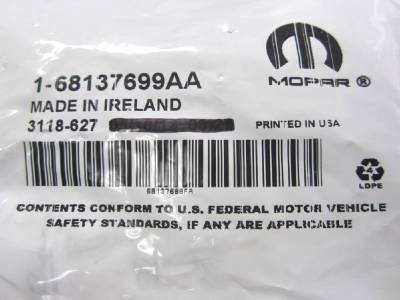 MOPAR ®
1-68137699AA
MADE IN IRELAND
3118-627
PRINTED IN USA
4
LDPE
CONTENTS CONFORM TO U.S. FEDERAL MOTOR VEHICLE
SAFETY STANDARDS, IF ANY ARE APPLICABLE